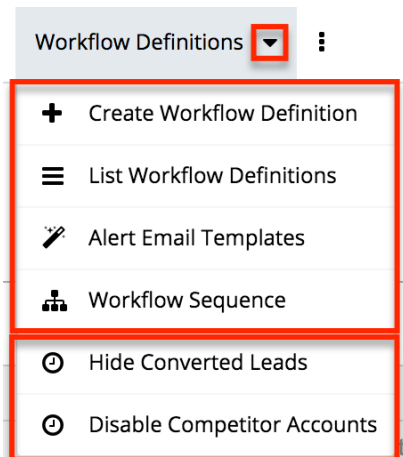 Workflow Definitions
Create Workflow Definition
List Workflow Definitions
Alert Email Templates
Workflow Sequence
Hide Converted Leads
Disable Competitor Accounts